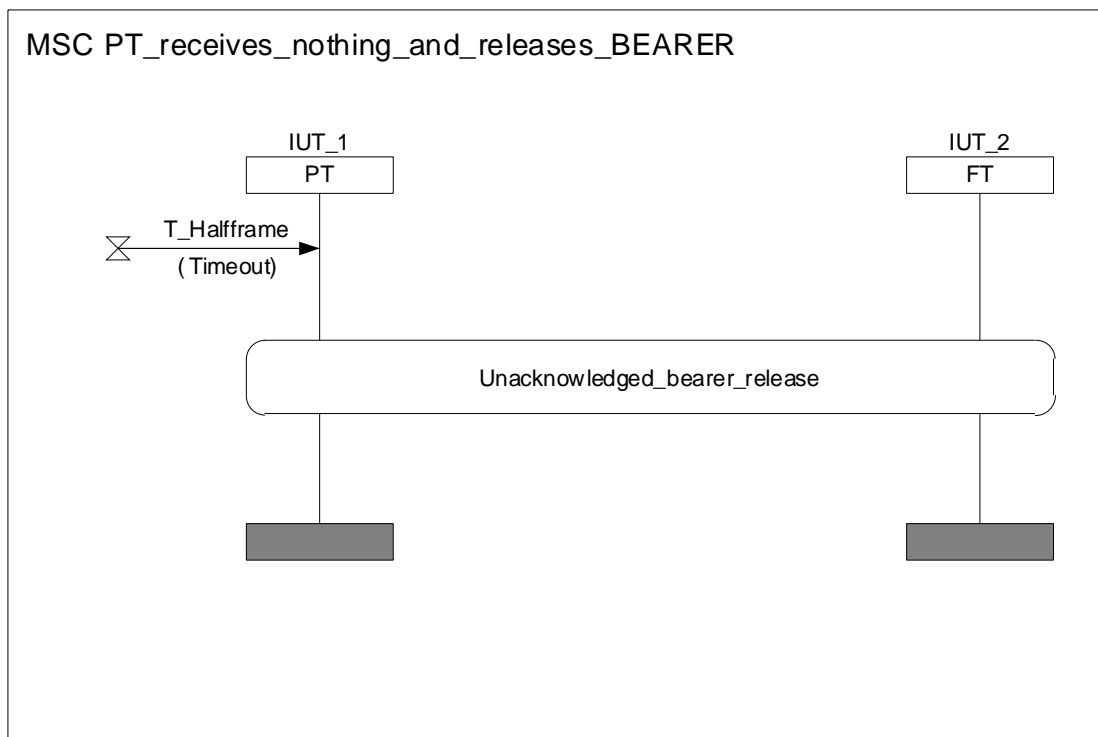 MSC PT_receives_nothing_and_releases_BEARER
IUT_1
IUT_2
PT
FT
T_Halfframe
(Timeout)
Unacknowledged_bearer_release